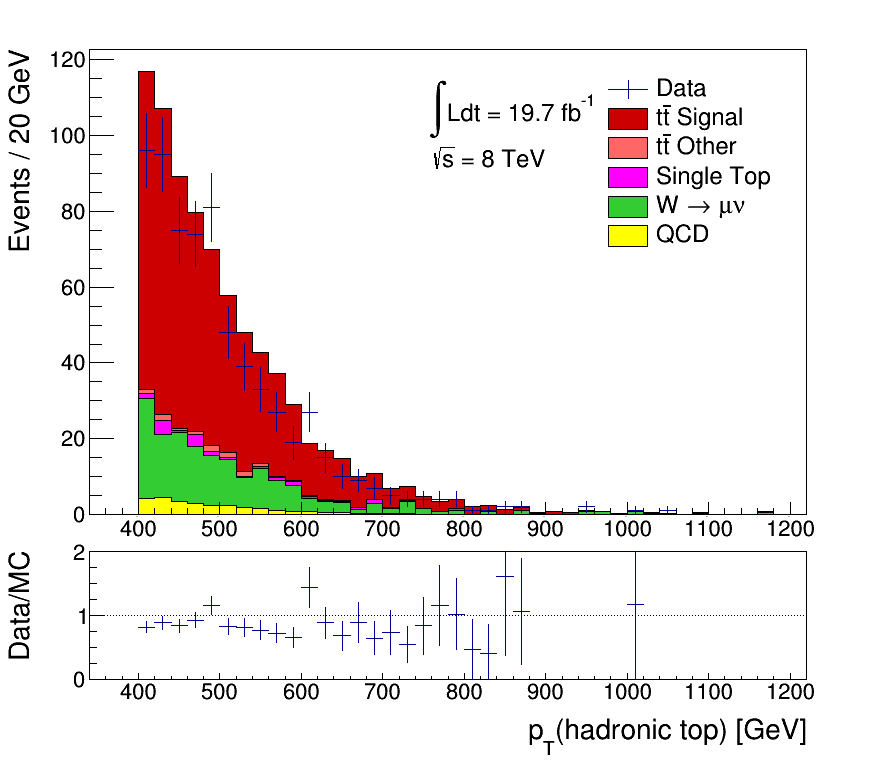 Events / 20 GeV
120
100
80
60
40
20
0
∫ Ldt = 19.7 fb⁻¹
√s = 8 TeV
Data
tt̄ Signal
tt̄ Other
Single Top
W → μν
QCD
400 500 600 700 800 900 1000 1100 1200
Data/MC
2
1
0
400 500 600 700 800 900 1000 1100 1200
p_T(hadronic top) [GeV]